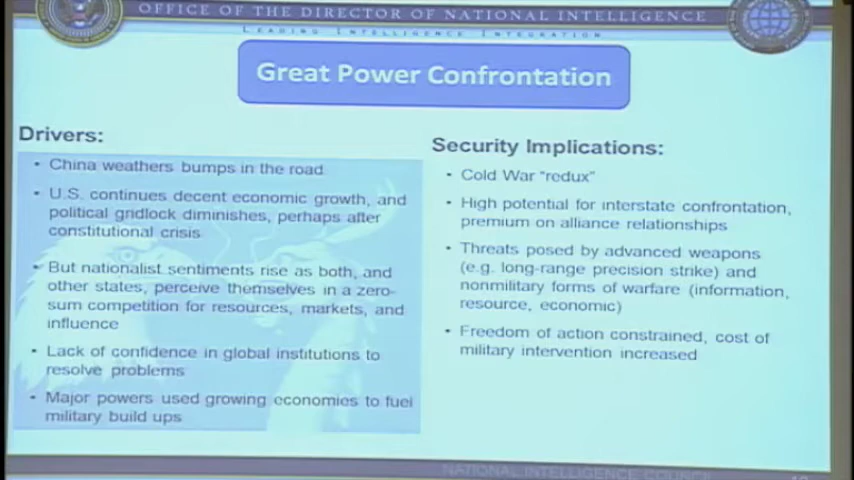 OFFICE OF THE DIRECTOR OF NATIONAL INTELLIGENCE
LEADING INTELLIGENCE INTEGRATION
Great Power Confrontation
Drivers:
• China weathers bumps in the road
• U.S. continues decent economic growth, and
political gridlock diminishes, perhaps after
constitutional crisis
• But nationalist sentiments rise as both, and
other states, perceive themselves in a zero-
sum competition for resources, markets, and
influence
• Lack of confidence in global institutions to
resolve problems
• Major powers used growing economies to fuel
military build ups
Security Implications:
• Cold War "redux"
• High potential for interstate confrontation,
premium on alliance relationships
• Threats posed by advanced weapons
(e.g. long-range precision strike) and
nonmilitary forms of warfare (information,
resource, economic)
• Freedom of action constrained, cost of
military intervention increased
NATIONAL INTELLIGENCE COUNCIL